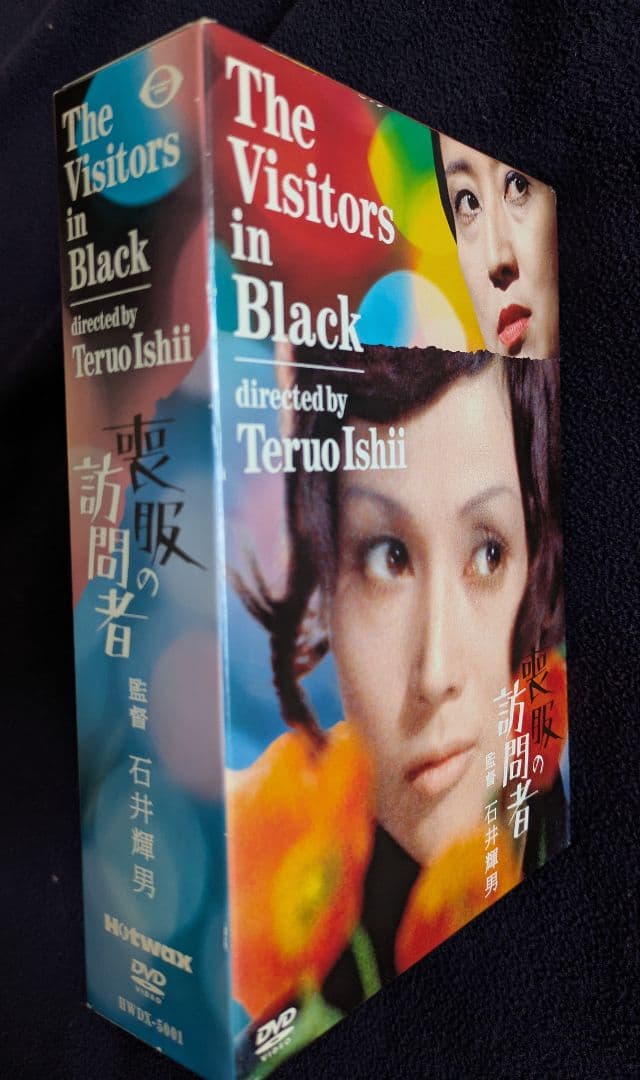 The
Visitors
in
Black
directed by
Teruo Ishii
喪服の
訪問者
監督 石井輝男
Hotwax
DVD
VIDEO
HWDX-5001
The
Visitors
in
Black
directed by
Teruo Ishii
喪服の
訪問者
監督 石井輝男
DVD
VIDEO